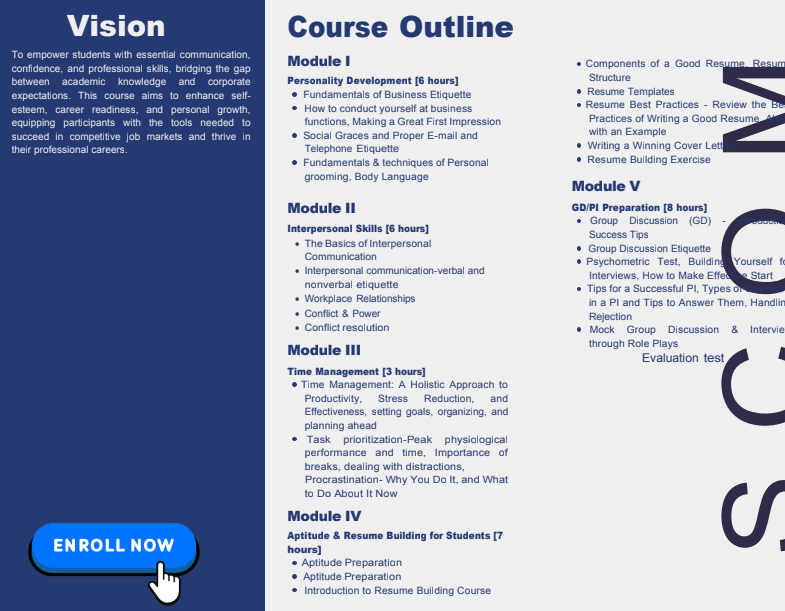 Vision
To empower students with essential communication,
confidence, and professional skills, bridging the gap
between academic knowledge and corporate
expectations. This course aims to enhance self-
esteem, career readiness, and personal growth,
equipping participants with the tools needed to
succeed in competitive job markets and thrive in
their professional careers.
ENROLL NOW
Course Outline
Module I
Personality Development [6 hours]
• Fundamentals of Business Etiquette
• How to conduct yourself at business
functions, Making a Great First Impression
• Social Graces and Proper E-mail and
Telephone Etiquette
• Fundamentals & techniques of Personal
grooming, Body Language
Module II
Interpersonal Skills [6 hours]
• The Basics of Interpersonal
Communication
• Interpersonal communication-verbal and
nonverbal etiquette
• Workplace Relationships
• Conflict & Power
• Conflict resolution
Module III
Time Management [3 hours]
• Time Management: A Holistic Approach to
Productivity, Stress Reduction, and
Effectiveness, setting goals, organizing, and
planning ahead
• Task prioritization-Peak physiological
performance and time, Importance of
breaks, dealing with distractions,
Procrastination- Why You Do It, and What
to Do About It Now
Module IV
Aptitude & Resume Building for Students [7
hours]
• Aptitude Preparation
• Aptitude Preparation
• Introduction to Resume Building Course
• Components of a Good Resume, Resum
Structure
• Resume Templates
• Resume Best Practices - Review the Be
Practices of Writing a Good Resume,
with an Example
• Writing a Winning Cover
• Resume Building Exercise
Module V
GD/PI Preparation [8 hours]
• Group Discussion (GD) -
Success Tips
• Group Discussion Etiquette
• Psychometric Test, Building Yourself fo
Interviews, How to Make Effective Start
• Tips for a Successful PI, Types of
in a PI and Tips to Answer Them, Handlin
Rejection
• Mock Group Discussion & Intervie
through Role Plays
Evaluation test
S C O M